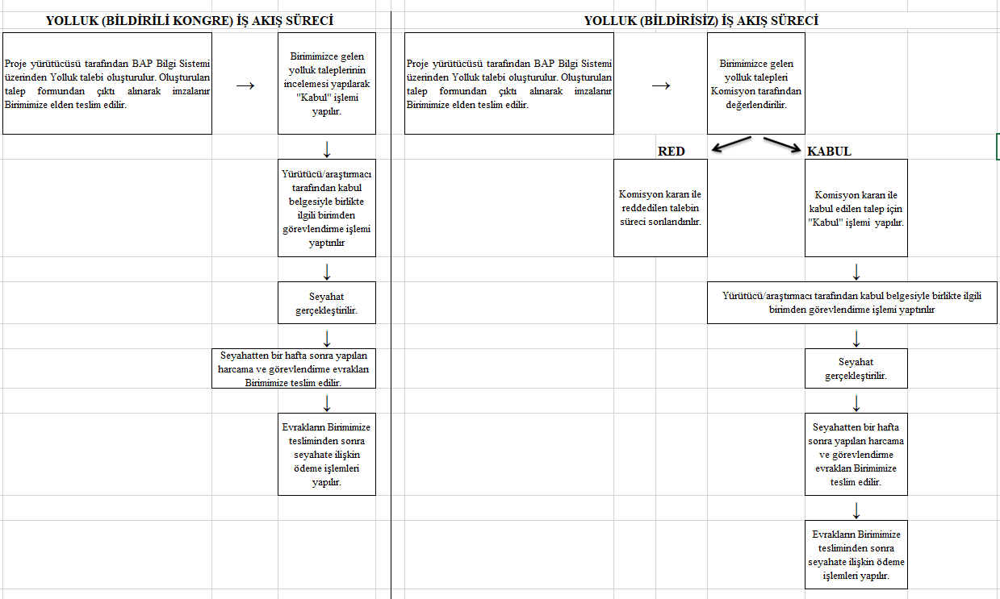 YOLLUK (BİLDİRİLİ KONGRE) İŞ AKIŞ SÜRECİ
Proje yürütücüsü tarafından BAP Bilgi Sistemi
üzerinden Yolluk talebi oluşturulur. Oluşturulan
talep formundan çıktı alınarak imzalanır
Birimimize elden teslim edilir.
→
Birimimizce gelen
yolluk taleplerinin
incelemesi yapılarak
"Kabul" işlemi
yapılır.
↓
Yürütücü/araştırmacı
tarafından kabul
belgesiyle birlikte
ilgili birimden
görevlendirme işlemi
yaptırılır
↓
Seyahat
gerçekleştirilir.
↓
Seyahatten bir hafta sonra yapılan
harcama ve görevlendirme evrakları
Birimimize teslim edilir.
↓
Evrakların Birimimize
tesliminden sonra
seyahate ilişkin
ödeme işlemleri
yapılır.
YOLLUK (BİLDİRİSİZ) İŞ AKIŞ SÜRECİ
Proje yürütücüsü tarafından BAP Bilgi Sistemi
üzerinden Yolluk talebi oluşturulur. Oluşturulan
talep formundan çıktı alınarak imzalanır
Birimimize elden teslim edilir.
→
Birimimizce gelen
yolluk talepleri
Komisyon tarafından
değerlendirilir.
RED
KABUL
Komisyon kararı ile
reddedilen talebin
süreci sonlandırılır.
Komisyon kararı ile
kabul edilen talep için
"Kabul" işlemi yapılır.
↓
Yürütücü/araştırmacı tarafından kabul belgesiyle birlikte ilgili
birimden görevlendirme işlemi yaptırılır
↓
Seyahat
gerçekleştirilir.
↓
Seyahatten bir hafta
sonra yapılan harcama
ve görevlendirme
evrakları Birimimize
teslim edilir.
↓
Evrakların Birimimize
tesliminden sonra
seyahate ilişkin ödeme
işlemleri yapılır.